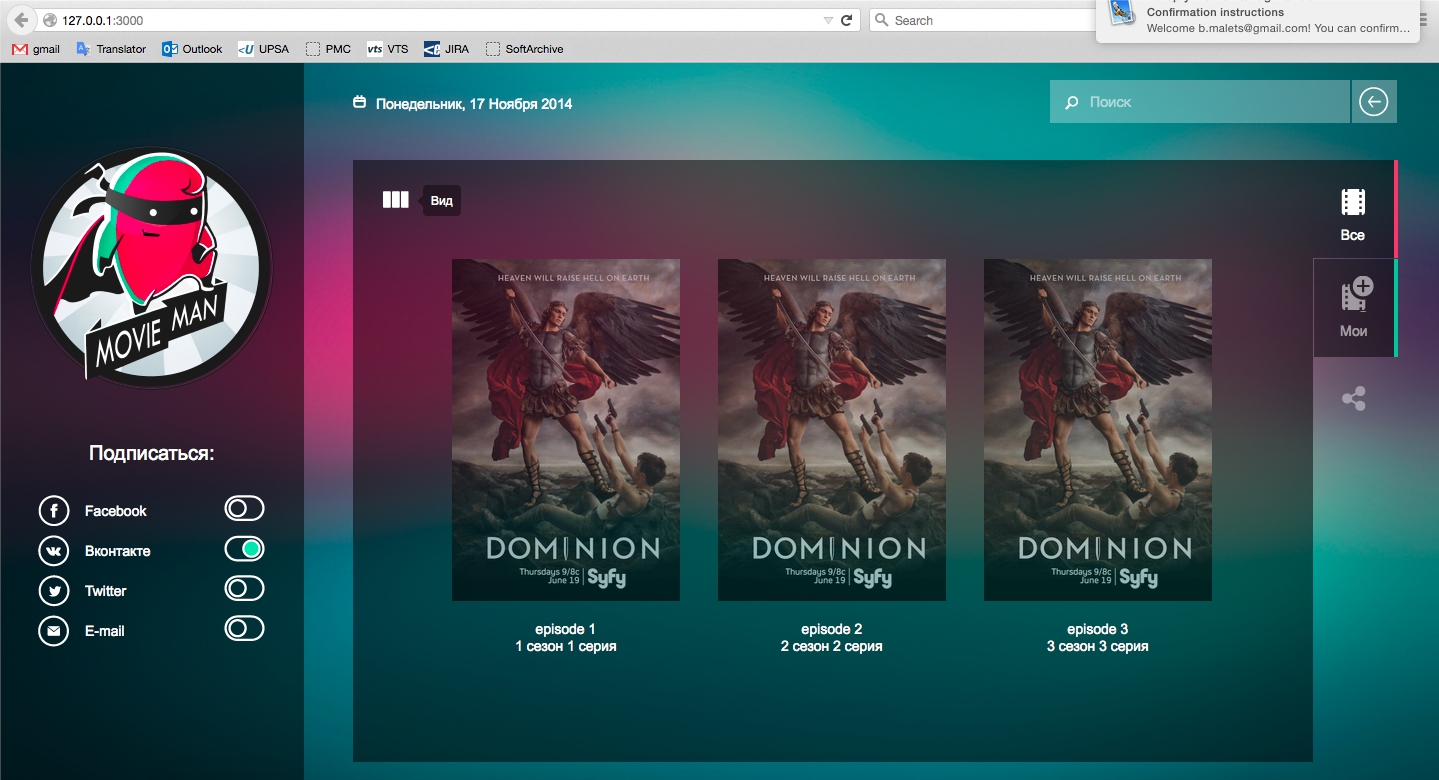 127.0.0.1:3000
Search
Confirmation instructions
Welcome b.malets@gmail.com! You can confirm...
gmail
Translator
Outlook
UPSA
PMC
vts VTS
JIRA
SoftArchive
Понедельник, 17 Ноября 2014
Поиск
Вид
Все
Мои
MOVIE MAN
Подписаться:
Facebook
Вконтакте
Twitter
E-mail
HEAVEN WILL RAISE HELL ON EARTH
DOMINION
Thursdays 9/8c
June 19
Syfy
HEAVEN WILL RAISE HELL ON EARTH
DOMINION
Thursdays 9/8c
June 19
Syfy
HEAVEN WILL RAISE HELL ON EARTH
DOMINION
Thursdays 9/8c
June 19
Syfy
episode 1
1 сезон 1 серия
episode 2
2 сезон 2 серия
episode 3
3 сезон 3 серия